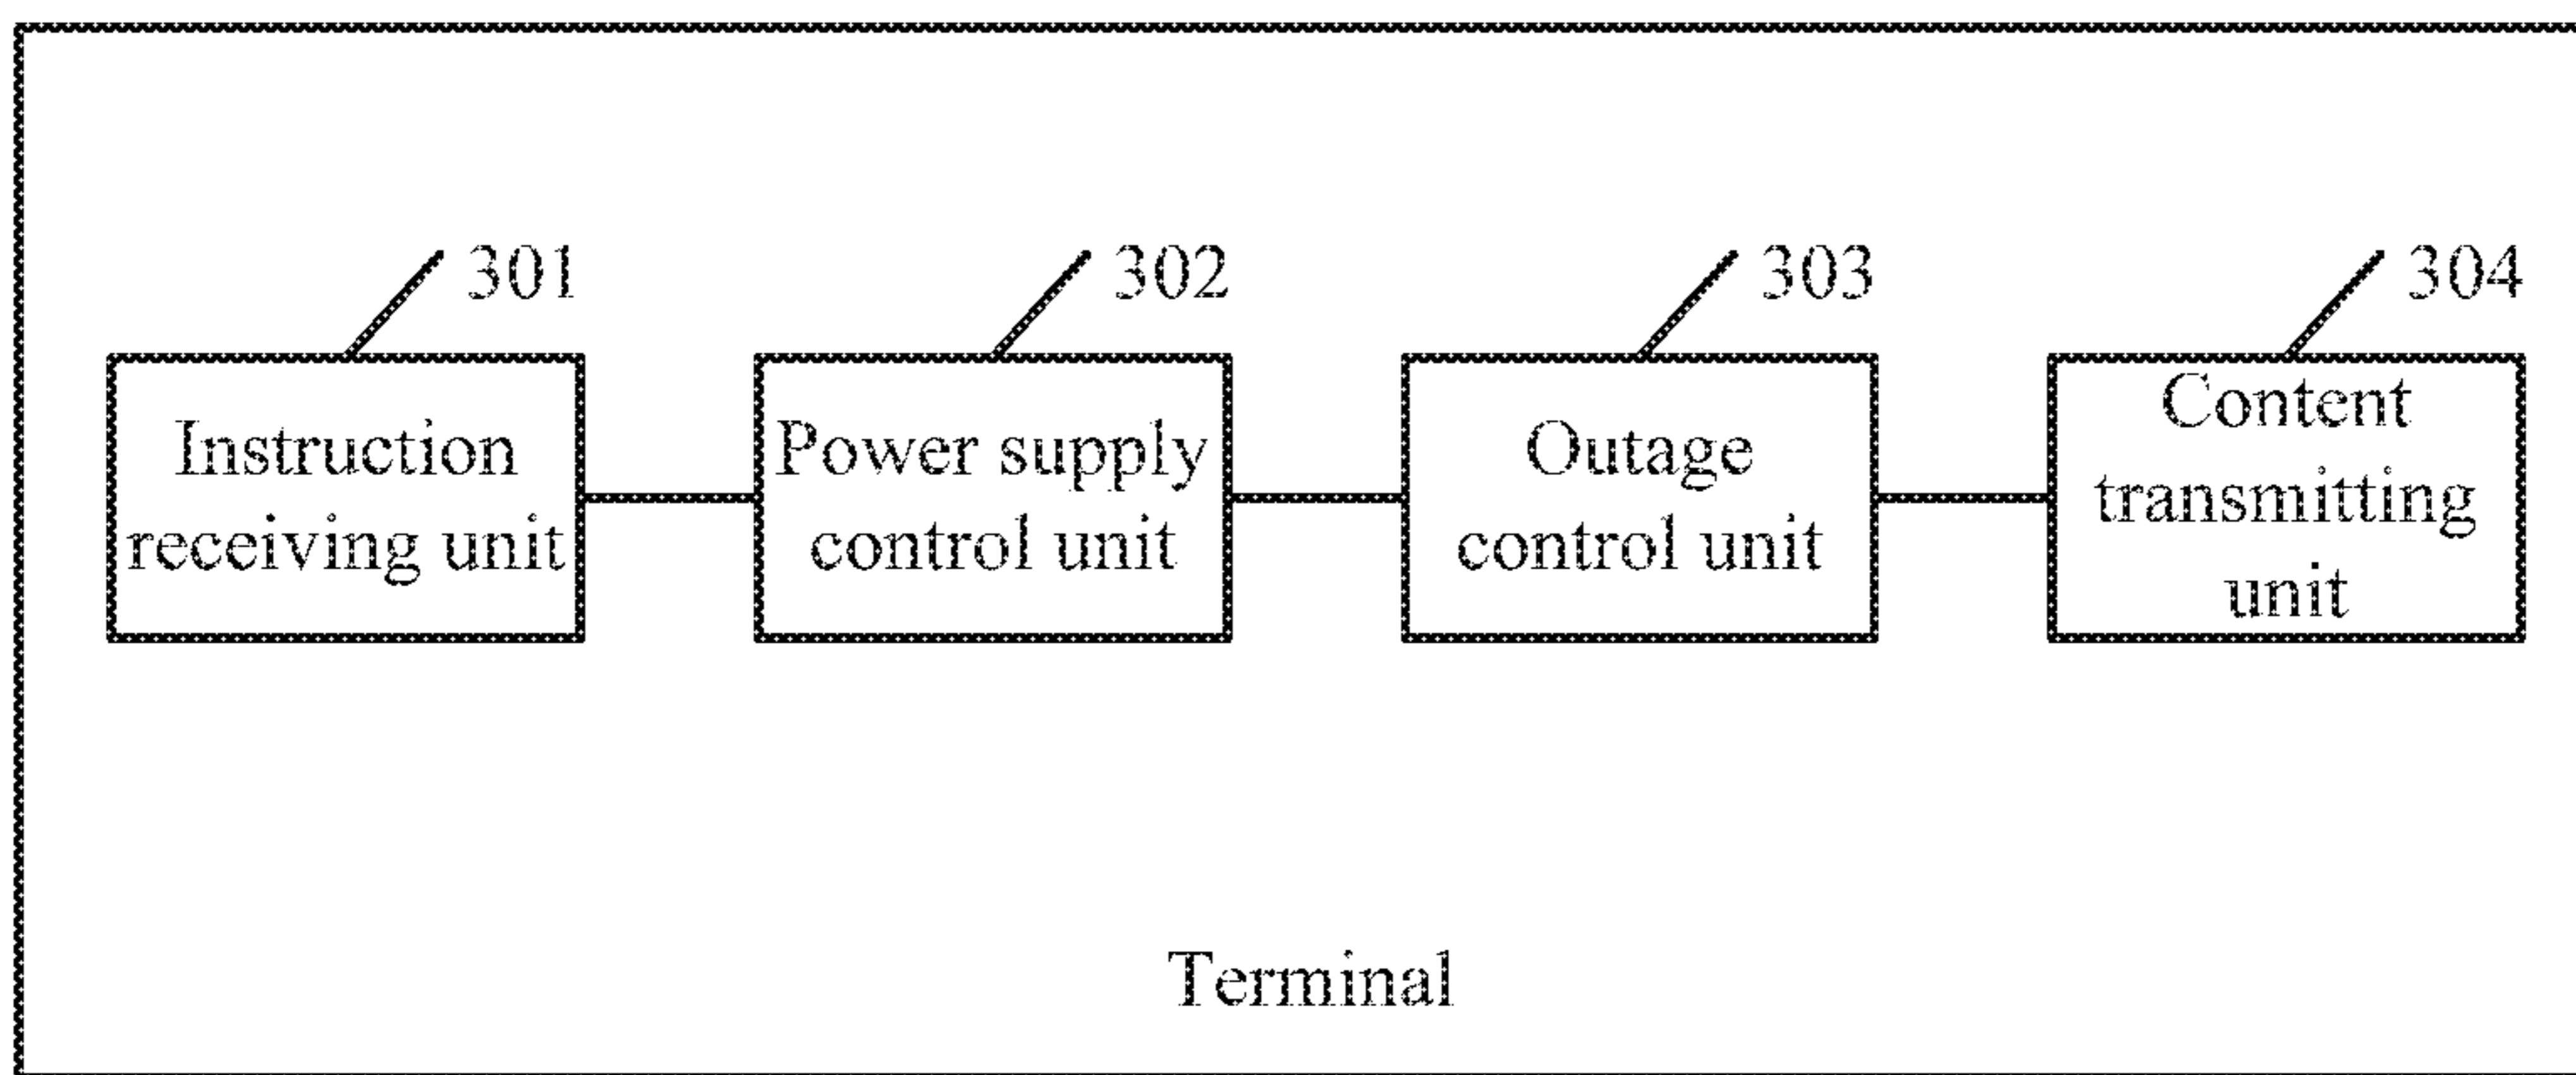 301
302
303
304
Instruction
receiving unit
Power supply
control unit
Outage
control unit
Content
transmitting
unit
Terminal